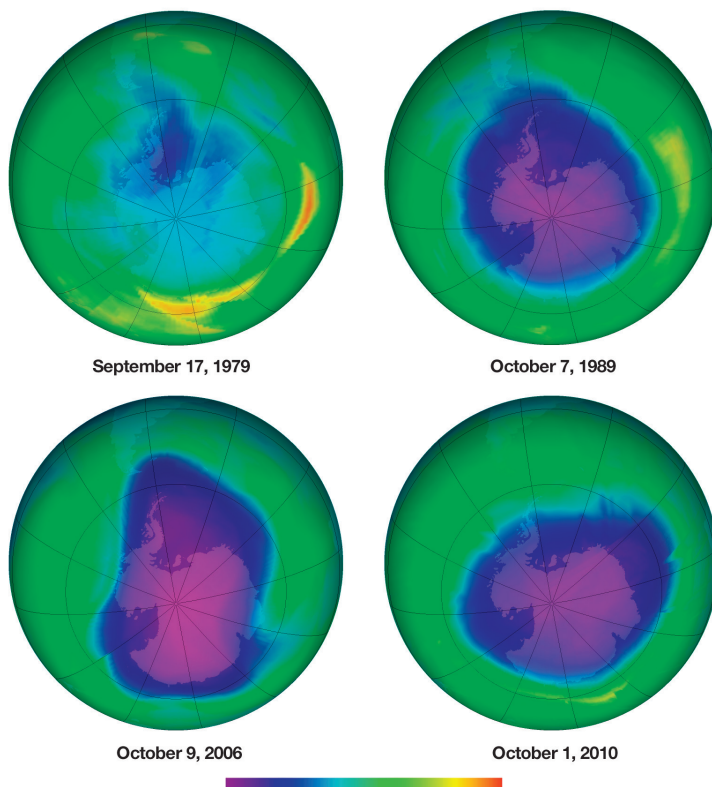 September 17, 1979
October 7, 1989
October 9, 2006
October 1, 2010